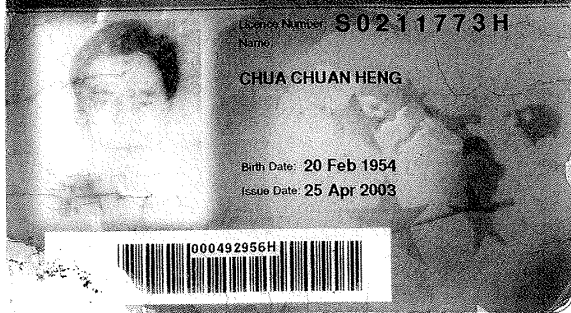 Licence Number: S0211773H
Name:
CHUA CHUAN HENG
Birth Date: 20 Feb 1954
Issue Date: 25 Apr 2003
000492956H